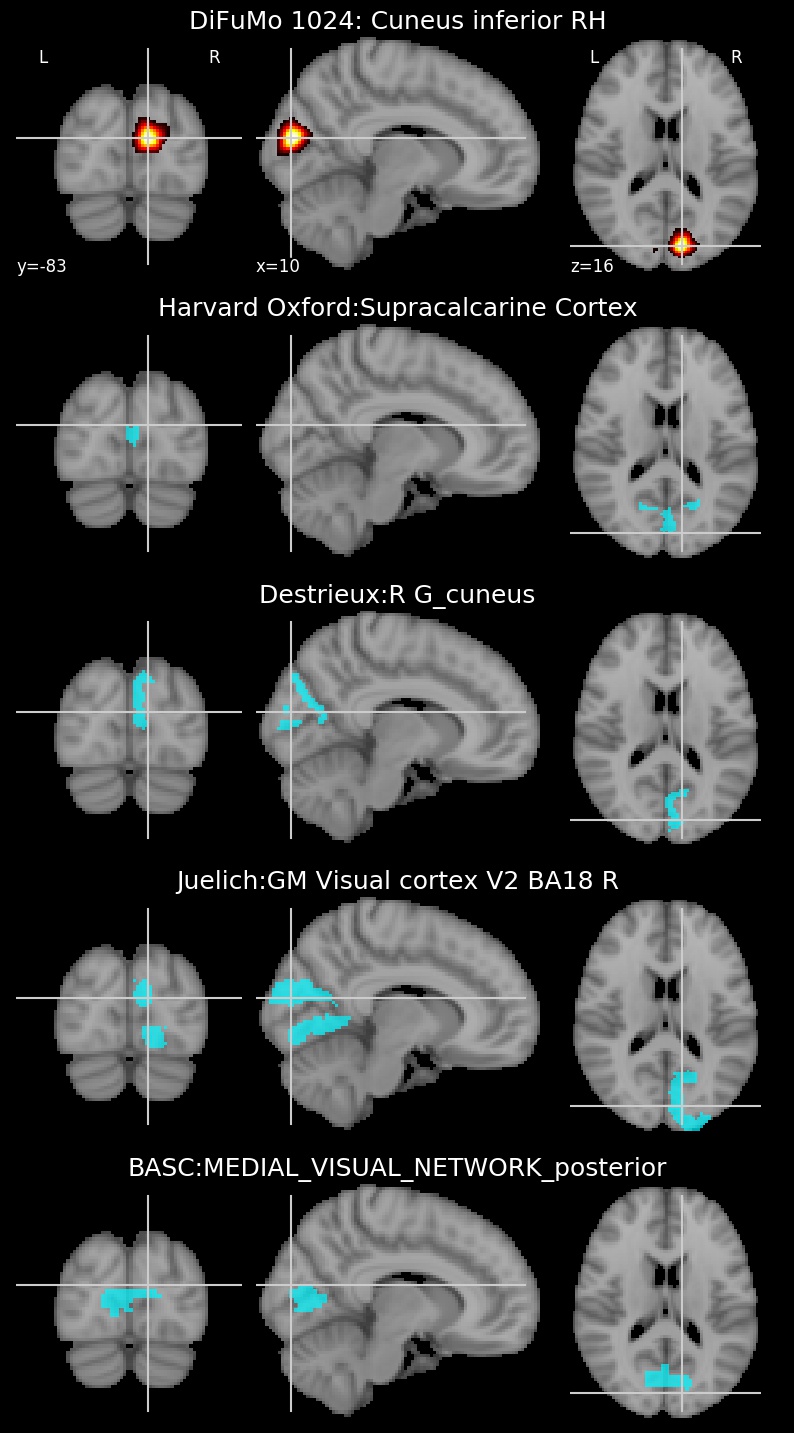 DiFuMo 1024: Cuneus inferior RH
L R L R
y=-83 x=10 z=16
Harvard Oxford:Supracalcarine Cortex
Destrieux:R G_cuneus
Juelich:GM Visual cortex V2 BA18 R
BASC:MEDIAL_VISUAL_NETWORK_posterior